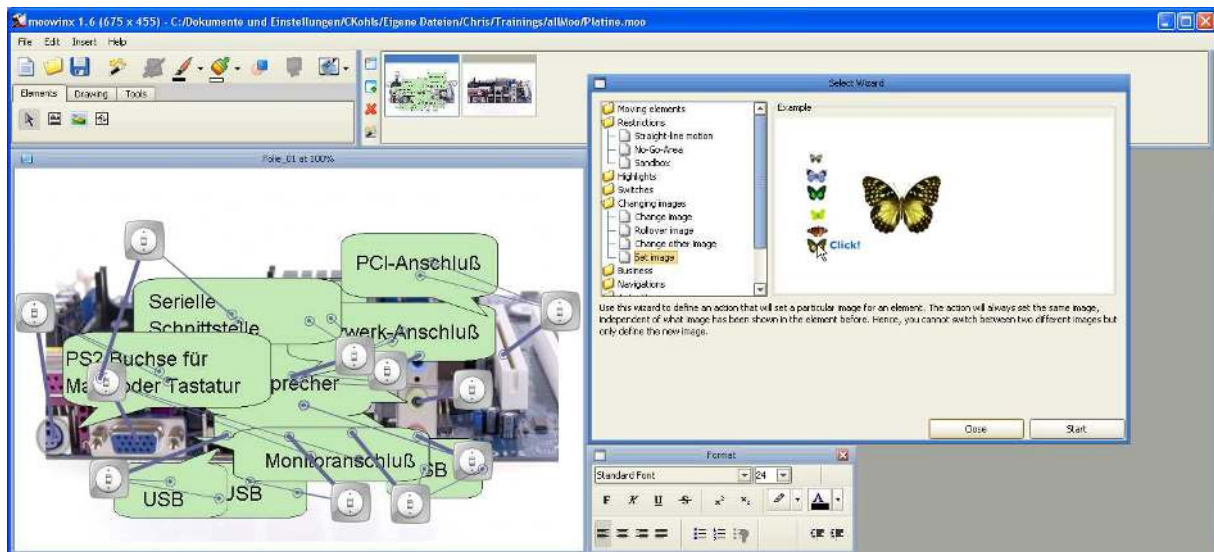 meowinx 1.6 (675 x 455) - C:/Dokumente und Einstellungen/CKohls/Eigene Dateien/Chris/Trainings/allMoo/Platine.moo
File Edit Insert Help
Elements Drawing Tools
Folie_01 at 100%
PCI-Anschluß
Serielle
Schnittstelle
werk-Anschluß
PS2 Buchse für
Ma oder Tastatur
precher
Monitoranschluß
SB
USB
USB
Select Wizard
Moving elements
Restrictions
Straight-line motion
No-Go-Area
Sandbox
Highlights
Switches
Changing images
Change image
Rollover image
Change other image
Set image
Business
Navigations
Example
Click!
Use this wizard to define an action that will set a particular image for an element. The action will always set the same image,
independent of what image has been shown in the element before. Hence, you cannot switch between two different images but
only define the new image.
Close Start
Format
Standard Font 24
F K U S x² x₂ A